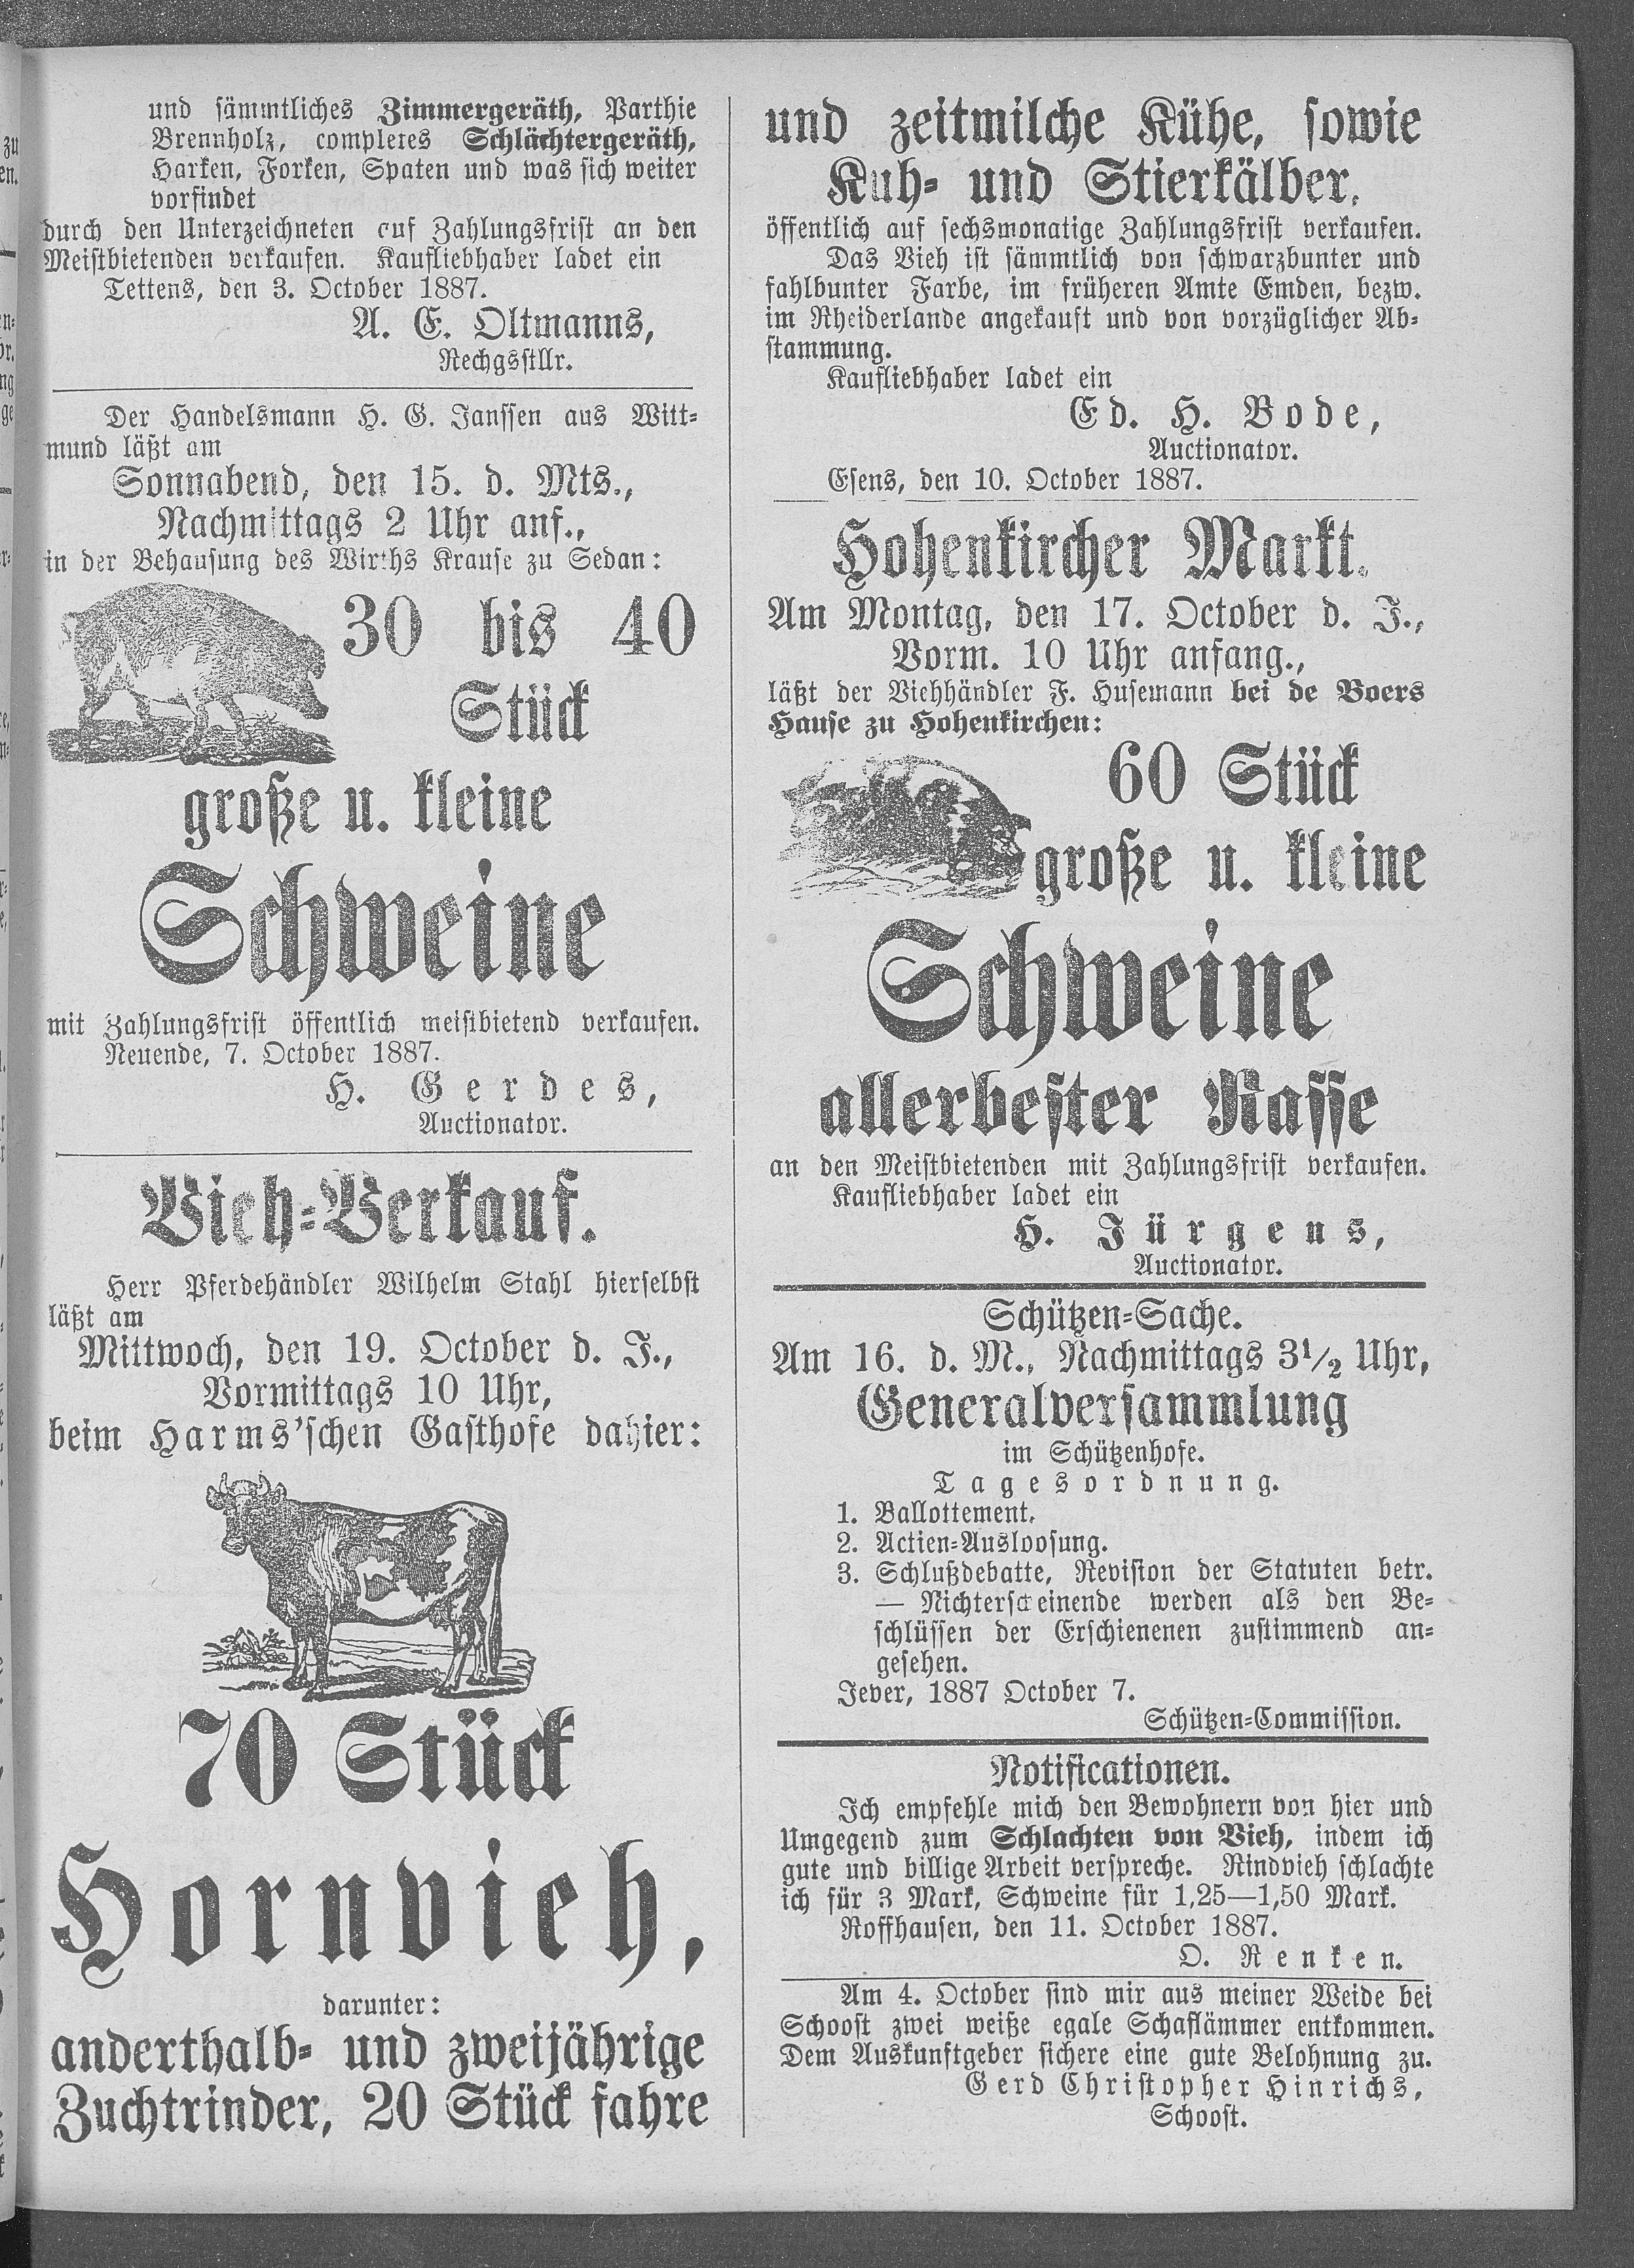 und sämmtliches Zimmergeräth, Parthie
Brennholz, completes Schlächtergeräth,
Harken, Forken, Spaten und was sich weiter
vorfindet
durch den Unterzeichneten auf Zahlungsfrist an den
Meistbietenden verkaufen. Kaufliebhaber ladet ein
Tettens, den 3. October 1887.
A. E. Oltmanns,
Rechgsstllr.
Der Handelsmann H. G. Janssen aus Witt-
mund läßt am
Sonnabend, den 15. d. Mts.,
Nachmittags 2 Uhr anf.,
in der Behausung des Wirths Krause zu Sedan:
30 bis 40
Stück
große u. kleine
Schweine
mit Zahlungsfrist öffentlich meistbietend verkaufen.
Neuende, 7. October 1887.
H. Gerdes,
Auctionator.
Vieh-Verkauf.
Herr Pferdehändler Wilhelm Stahl hierselbst
läßt am
Mittwoch, den 19. October d. J.,
Vormittags 10 Uhr,
beim Harms'schen Gasthofe dahier:
70 Stück
Hornvieh,
darunter:
anderthalb- und zweijährige
Zuchtrinder, 20 Stück fahre
und zeitmilche Kühe, sowie
Kuh- und Stierkälber,
öffentlich auf sechsmonatige Zahlungsfrist verkaufen.
Das Vieh ist sämmtlich von schwarzbunter und
fahlbunter Farbe, im früheren Amte Emden, bezw.
im Rheiderlande angekauft und von vorzüglicher Ab-
stammung.
Kaufliebhaber ladet ein
Ed. H. Bode,
Auctionator.
Esens, den 10. October 1887.
Hohenkircher Markt.
Am Montag, den 17. October d. J.,
Vorm. 10 Uhr anfang.,
läßt der Viehhändler F. Husemann bei de Boers
Hause zu Hohenkirchen:
60 Stück
große u. kleine
Schweine
allerbester Rasse
an den Meistbietenden mit Zahlungsfrist verkaufen.
Kaufliebhaber ladet ein
H. Jürgens,
Auctionator.
Schützen-Sache.
Am 16. d. M., Nachmittags 3½ Uhr,
Generalversammlung
im Schützenhofe.
Tagesordnung.
1. Ballottement.
2. Actien-Ausloosung.
3. Schlußdebatte, Revision der Statuten betr.
— Nichterscheinende werden als den Be-
schlüssen der Erschienenen zustimmend an-
gesehen.
Jever, 1887 October 7.
Schützen-Commission.
Notificationen.
Ich empfehle mich den Bewohnern von hier und
Umgegend zum Schlachten von Vieh, indem ich
gute und billige Arbeit verspreche. Rindvieh schlachte
ich für 3 Mark, Schweine für 1,25—1,50 Mark.
Roffhausen, den 11. October 1887.
O. Renken.
Am 4. October sind mir aus meiner Weide bei
Schoost zwei weiße egale Schaflämmer entkommen.
Dem Auskunftgeber sichere eine gute Belohnung zu.
Gerd Christopher Hinrichs,
Schoost.